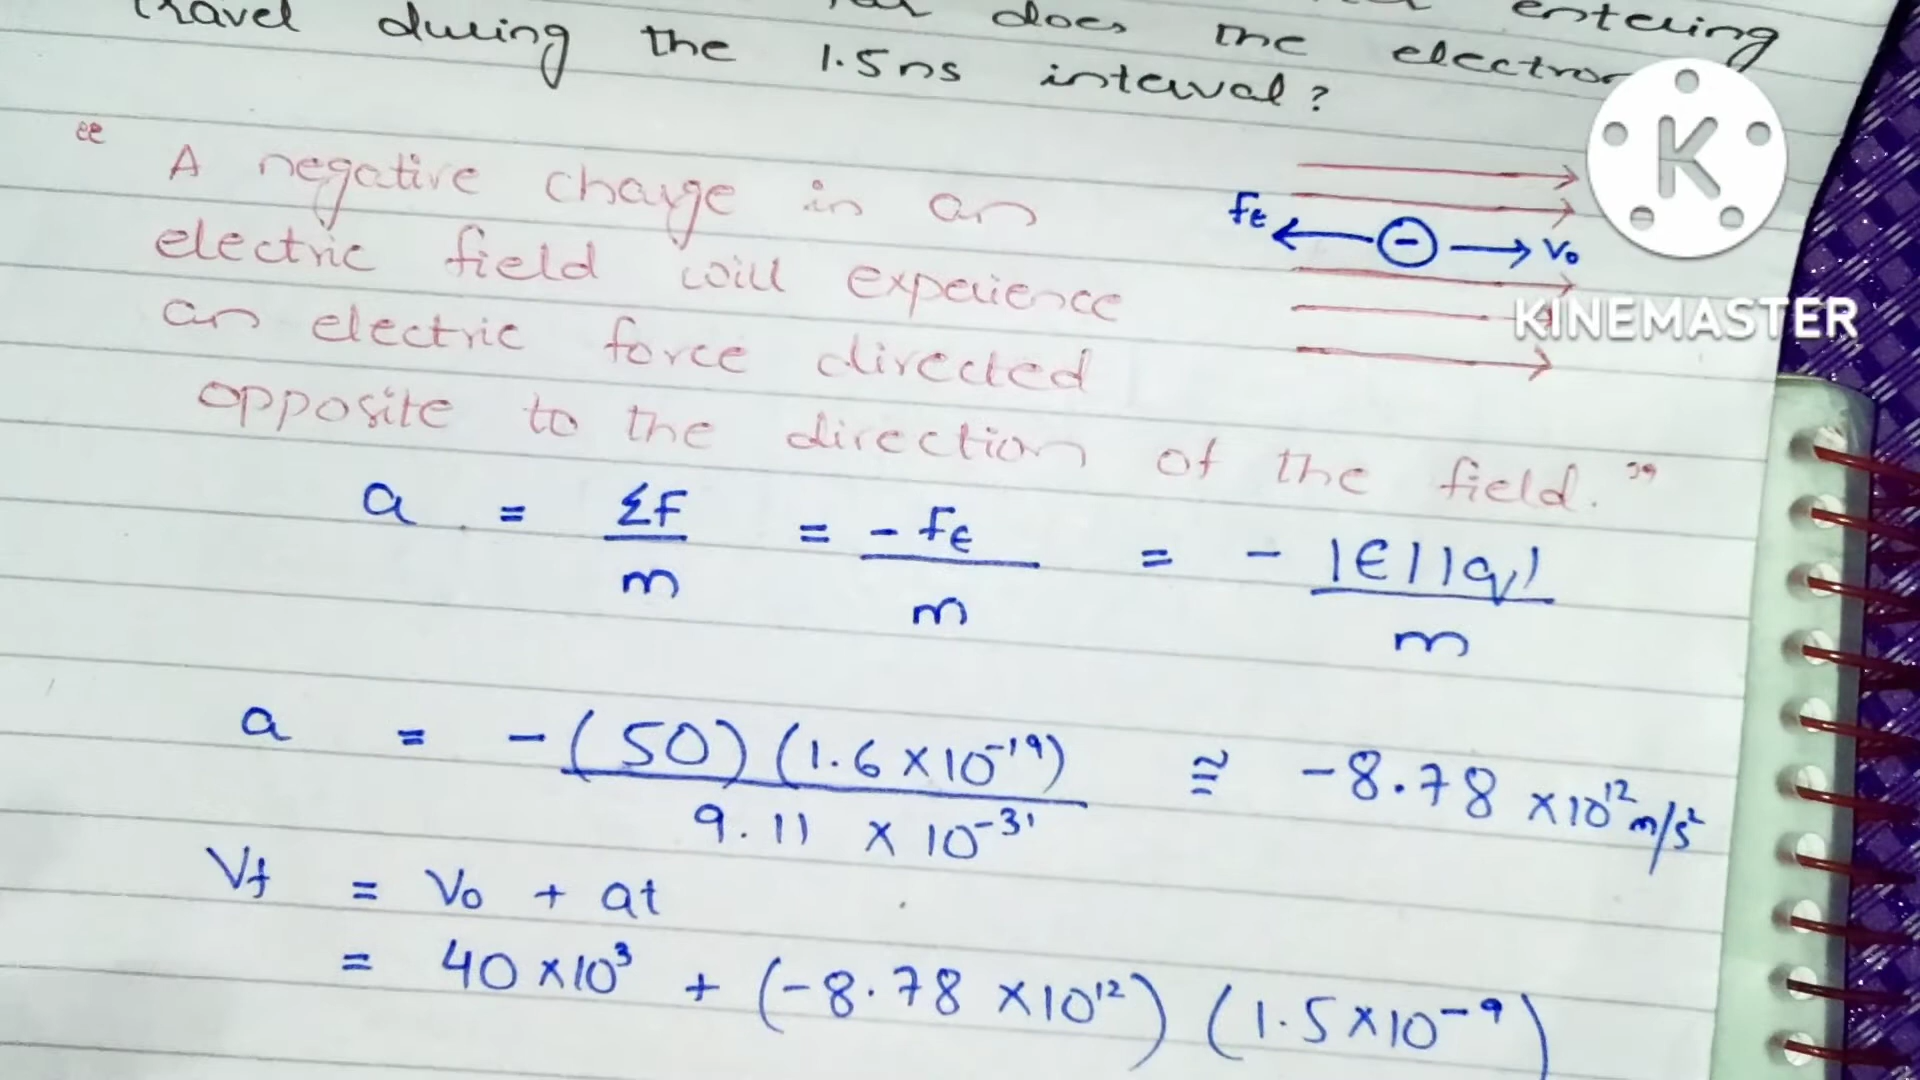 does the entering
travel during the 1.5ns interval? electron
“ A negative charge in an
electric field will experience
an electric force directed
opposite to the direction of the field. ”
fE ← ⊖ → V₀
K
KINEMASTER
a = ΣF/m = -fE/m = - |E||q|/m
a = -(50)(1.6×10⁻¹⁹)/9.11 × 10⁻³¹ ≅ -8.78 ×10¹² m/s²
Vf = V₀ + at
= 40×10³ + (-8.78 ×10¹²) (1.5×10⁻⁹)